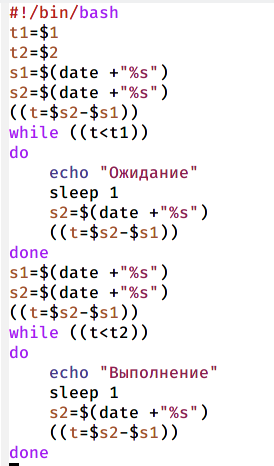 #!/bin/bash
t1=$1
t2=$2
s1=$(date +"%s")
s2=$(date +"%s")
((t=$s2-$s1))
while ((t<t1))
do
    echo "Ожидание"
    sleep 1
    s2=$(date +"%s")
    ((t=$s2-$s1))
done
s1=$(date +"%s")
s2=$(date +"%s")
((t=$s2-$s1))
while ((t<t2))
do
    echo "Выполнение"
    sleep 1
    s2=$(date +"%s")
    ((t=$s2-$s1))
done